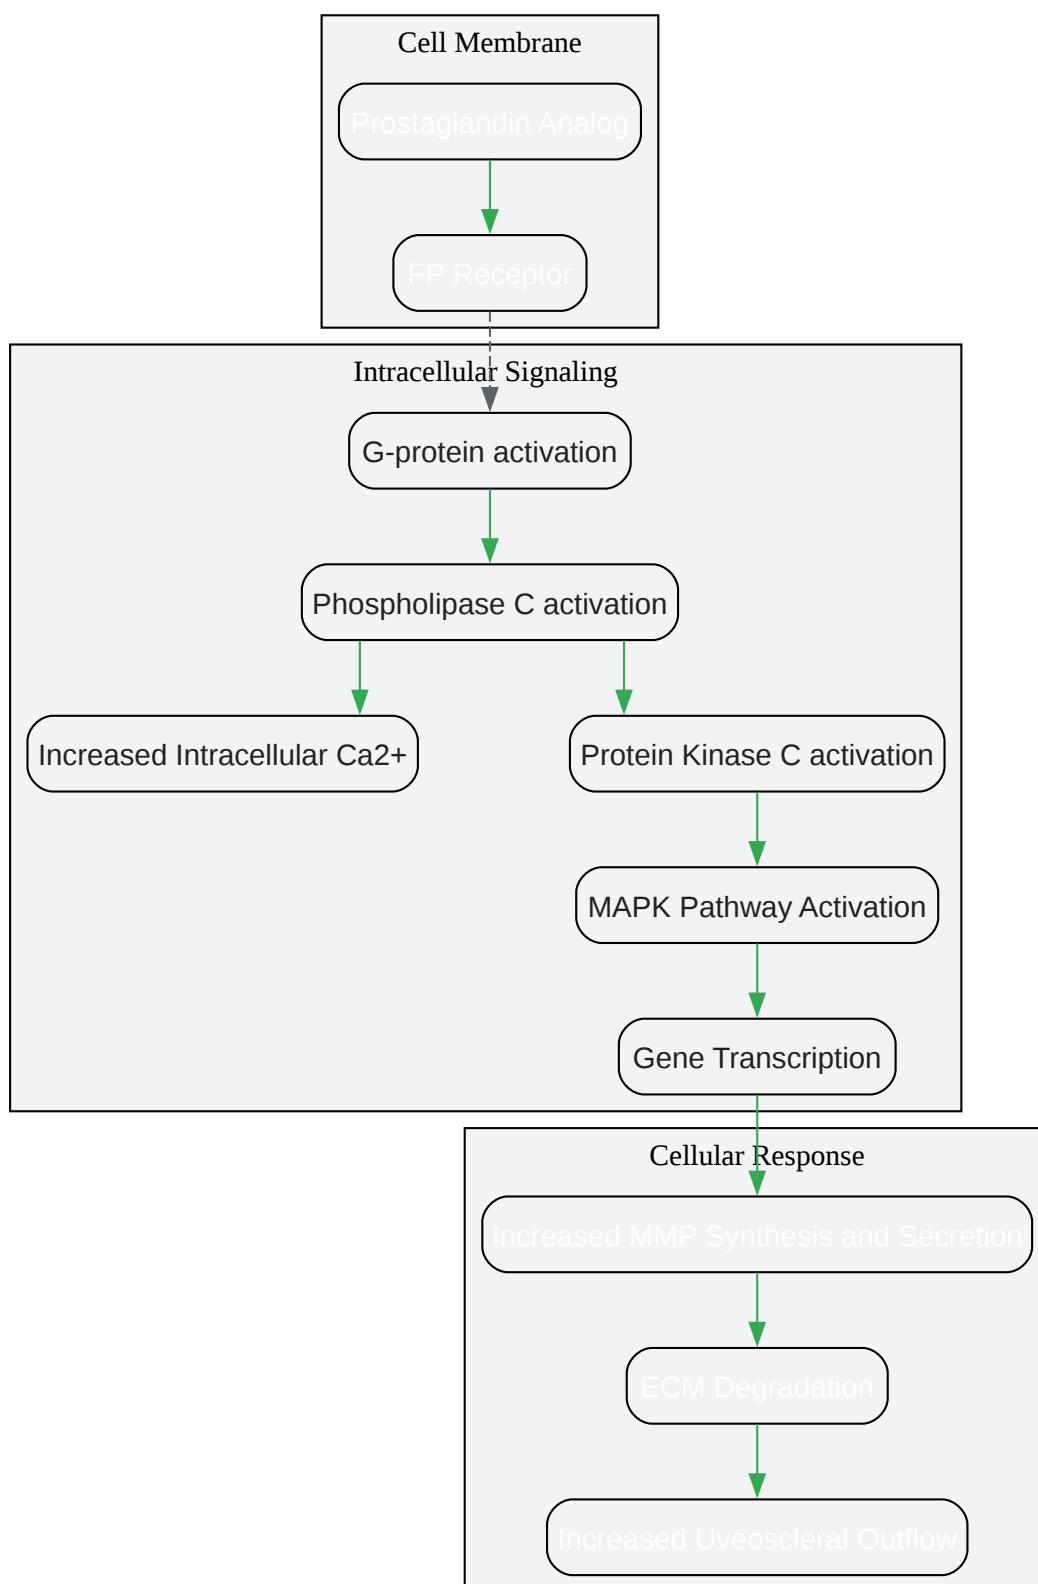 Cell Membrane
Prostaglandin Analog
FP Receptor
Intracellular Signaling
G-protein activation
Phospholipase C activation
Increased Intracellular Ca2+
Protein Kinase C activation
MAPK Pathway Activation
Gene Transcription
Cellular Response
Increased MMP Synthesis and Secretion
ECM Degradation
Increased Uveoscleral Outflow